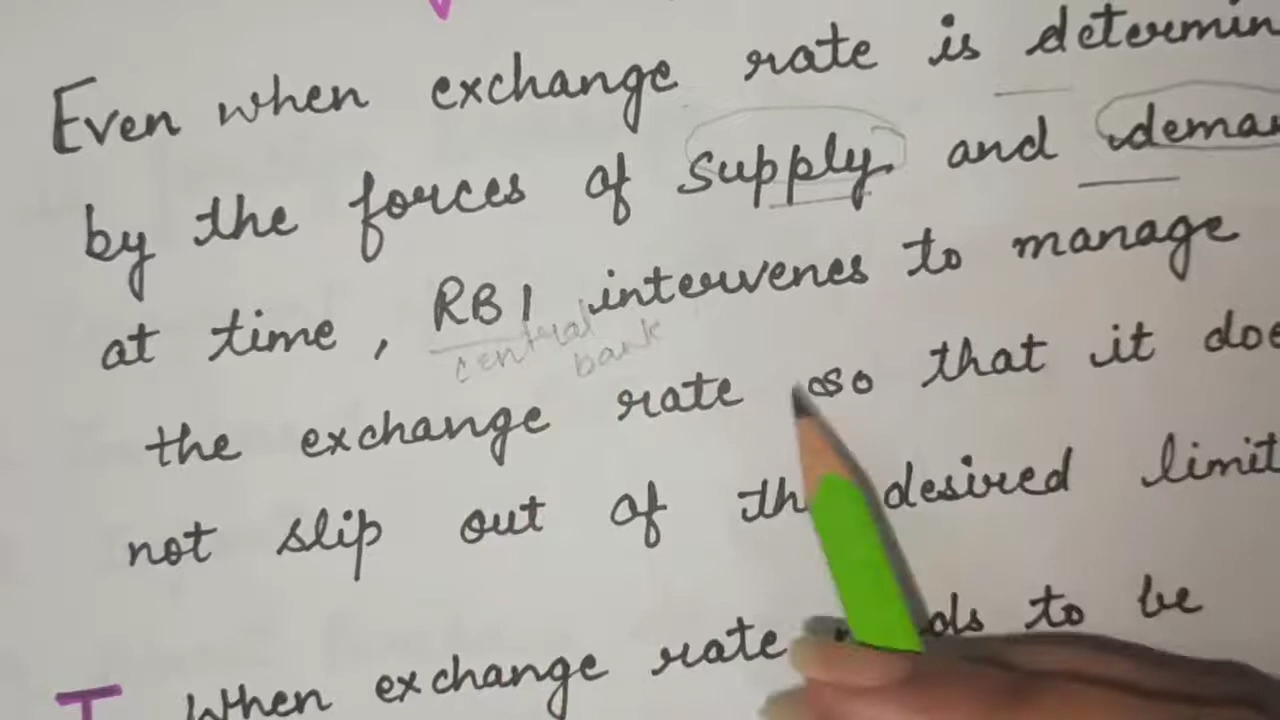 Even when exchange rate is determin
by the forces of supply and deman
at time, RBI intervenes to manage
central bank
the exchange rate so that it doe
not slip out of the desired limit
I When exchange rate to be